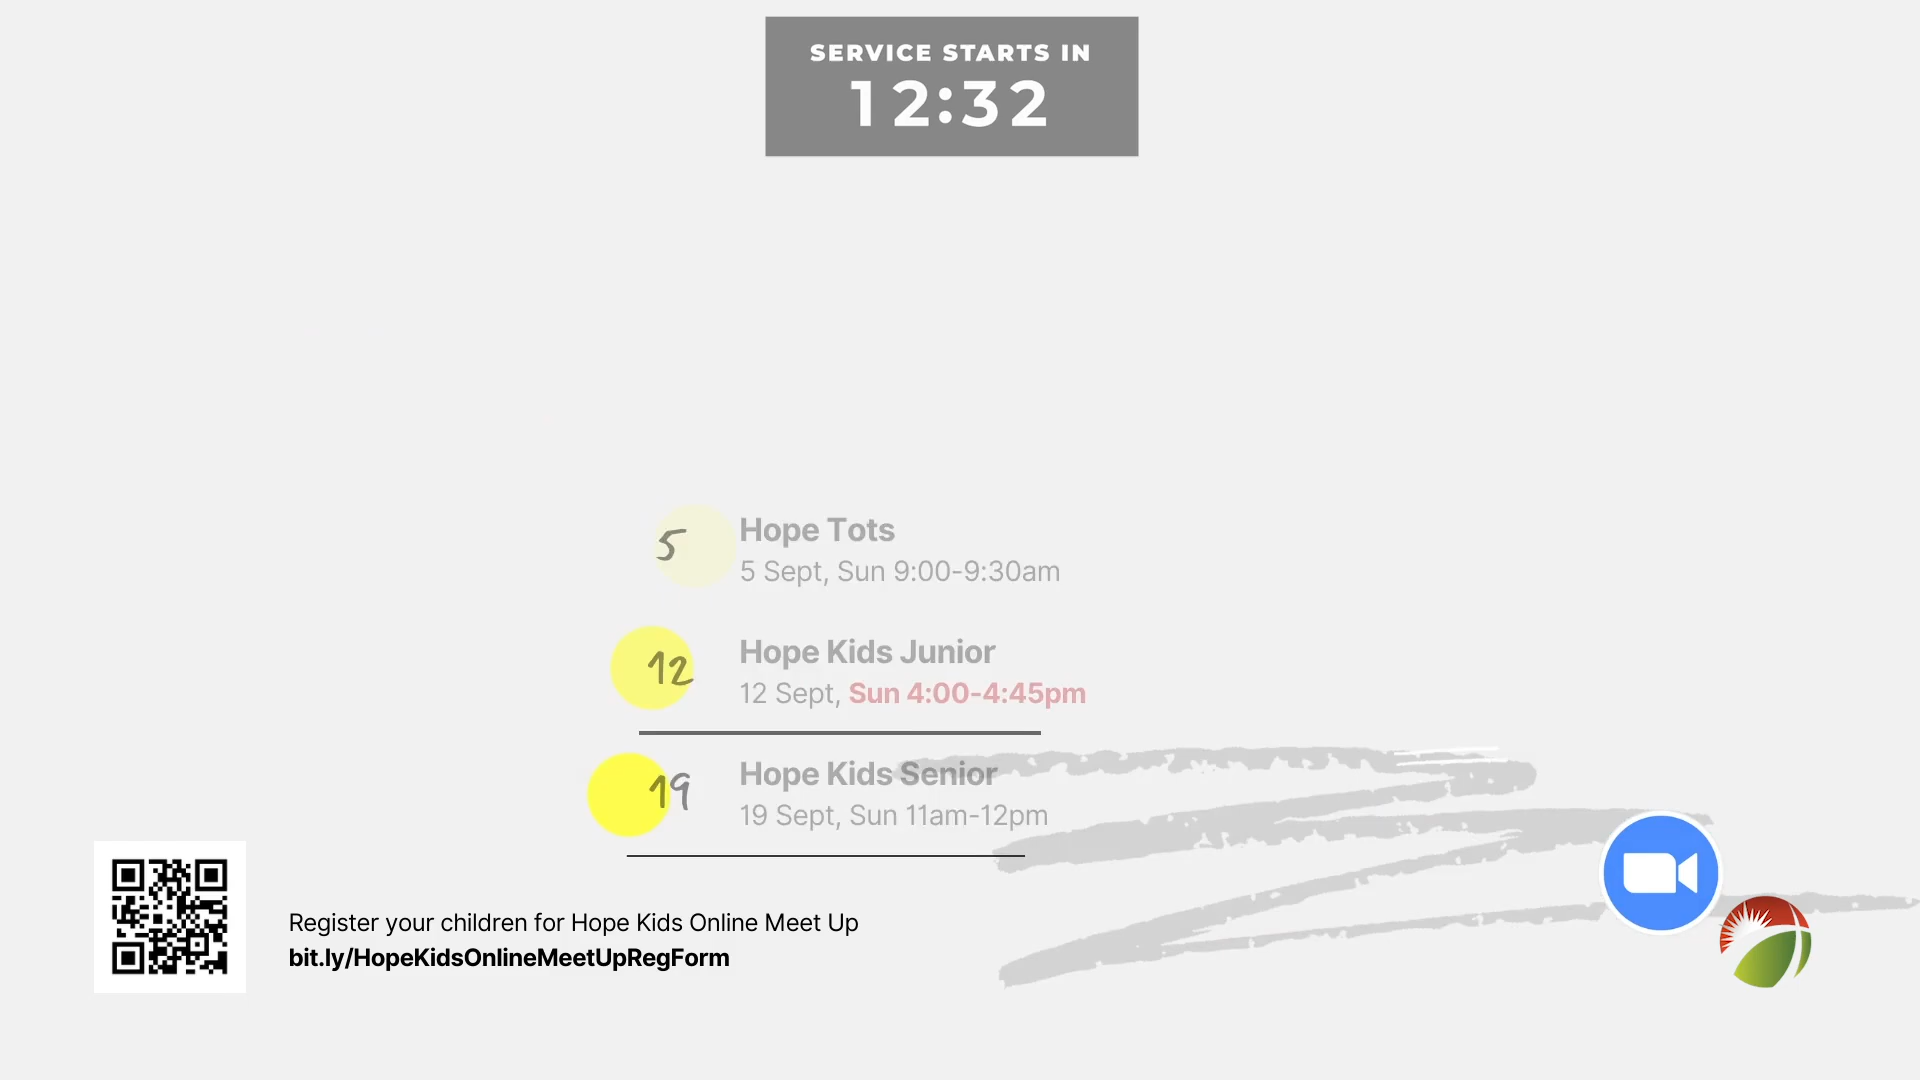 SERVICE STARTS IN
12:32
5
Hope Tots
5 Sept, Sun 9:00-9:30am
12
Hope Kids Junior
12 Sept, Sun 4:00-4:45pm
19
Hope Kids Senior
19 Sept, Sun 11am-12pm
Register your children for Hope Kids Online Meet Up
bit.ly/HopeKidsOnlineMeetUpRegForm